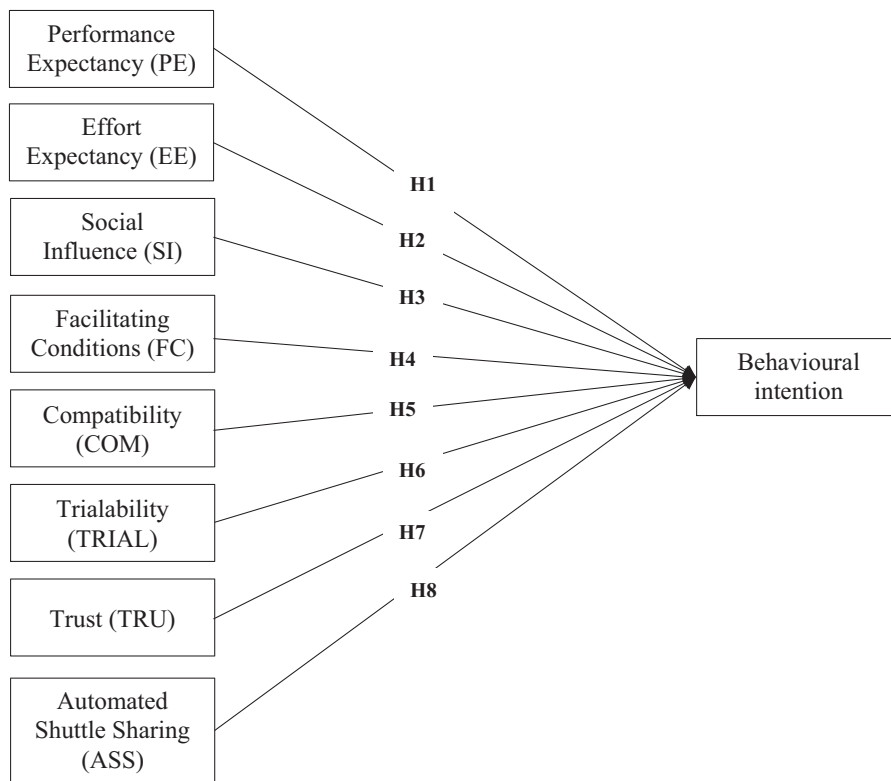 Performance
Expectancy (PE)
Effort
Expectancy (EE)
Social
Influence (SI)
Facilitating
Conditions (FC)
Compatibility
(COM)
Trialability
(TRIAL)
Trust (TRU)
Automated
Shuttle Sharing
(ASS)
H1
H2
H3
H4
H5
H6
H7
H8
Behavioural
intention